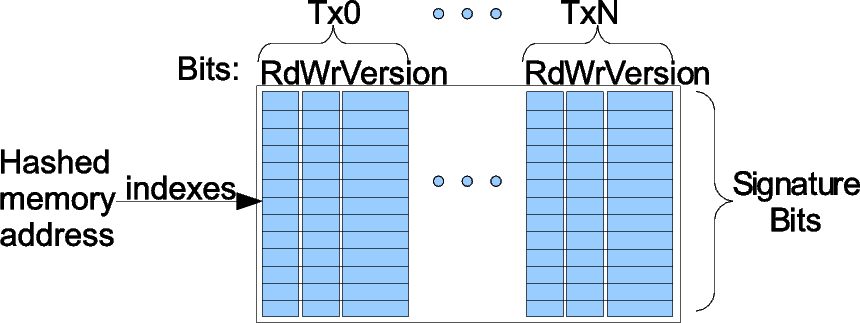 Tx0 TxN
Bits: RdWrVersion RdWrVersion
Hashed
memory
address
indexes
Signature
Bits